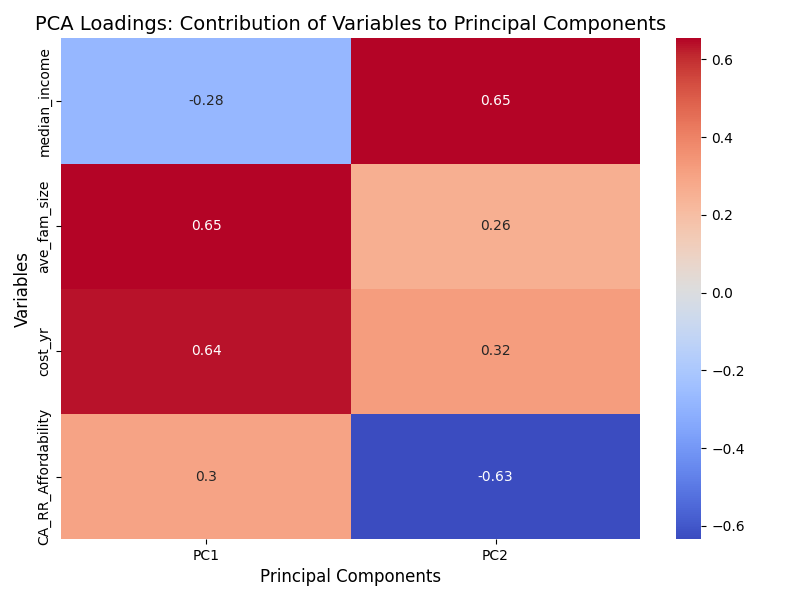 PCA Loadings: Contribution of Variables to Principal Components
Variables
median_income
-0.28
0.65
ave_fam_size
0.65
0.26
cost_yr
0.64
0.32
CA_RR_Affordability
0.3
-0.63
PC1
PC2
Principal Components
0.6
0.4
0.2
0.0
−0.2
−0.4
−0.6